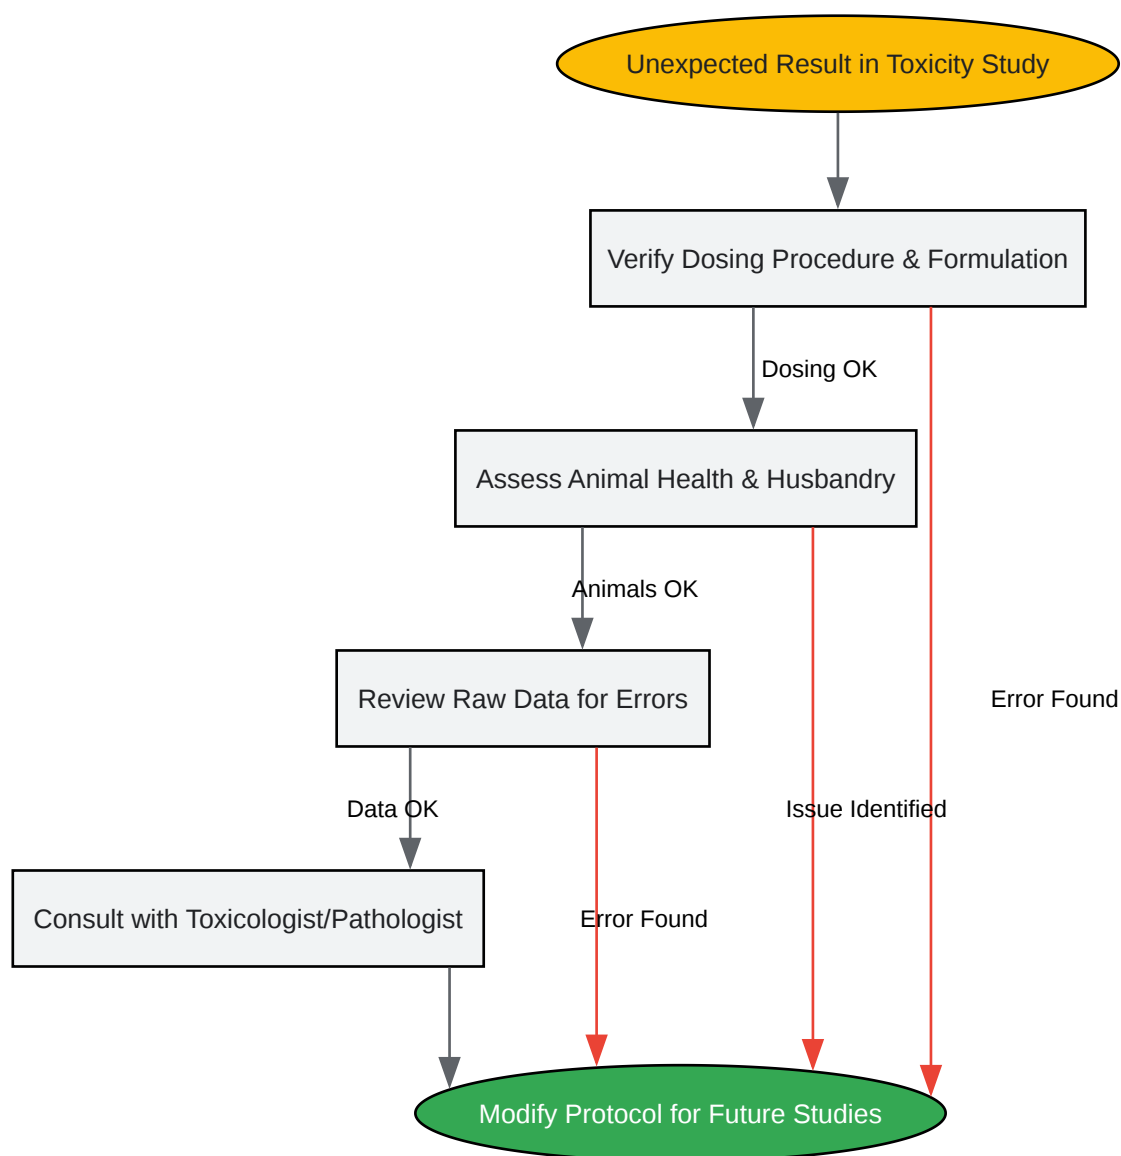 Unexpected Result in Toxicity Study
Verify Dosing Procedure & Formulation
Dosing OK
Assess Animal Health & Husbandry
Animals OK
Review Raw Data for Errors
Error Found
Data OK
Issue Identified
Consult with Toxicologist/Pathologist
Error Found
Modify Protocol for Future Studies